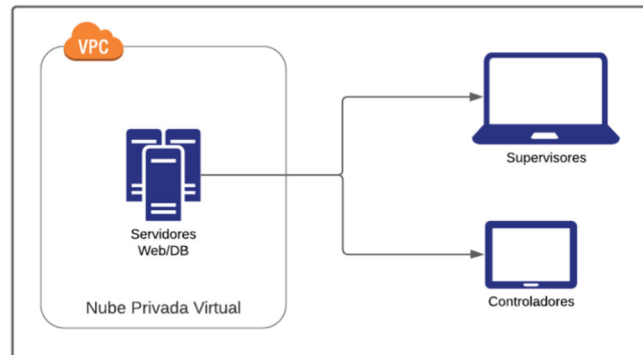 VPC
Servidores
Web/DB
Nube Privada Virtual
Supervisores
Controladores